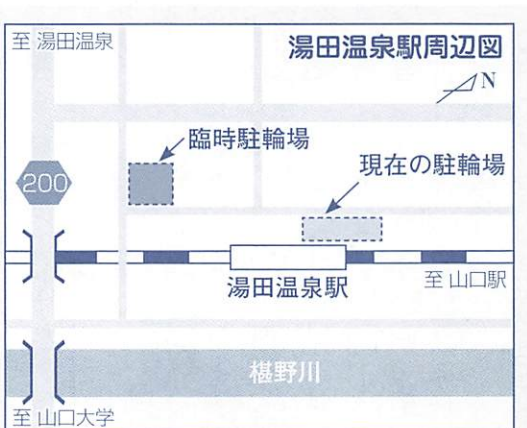 至 湯田温泉
湯田温泉駅周辺図
N
臨時駐輪場
現在の駐輪場
200
湯田温泉駅
至 山口駅
椹野川
至 山口大学